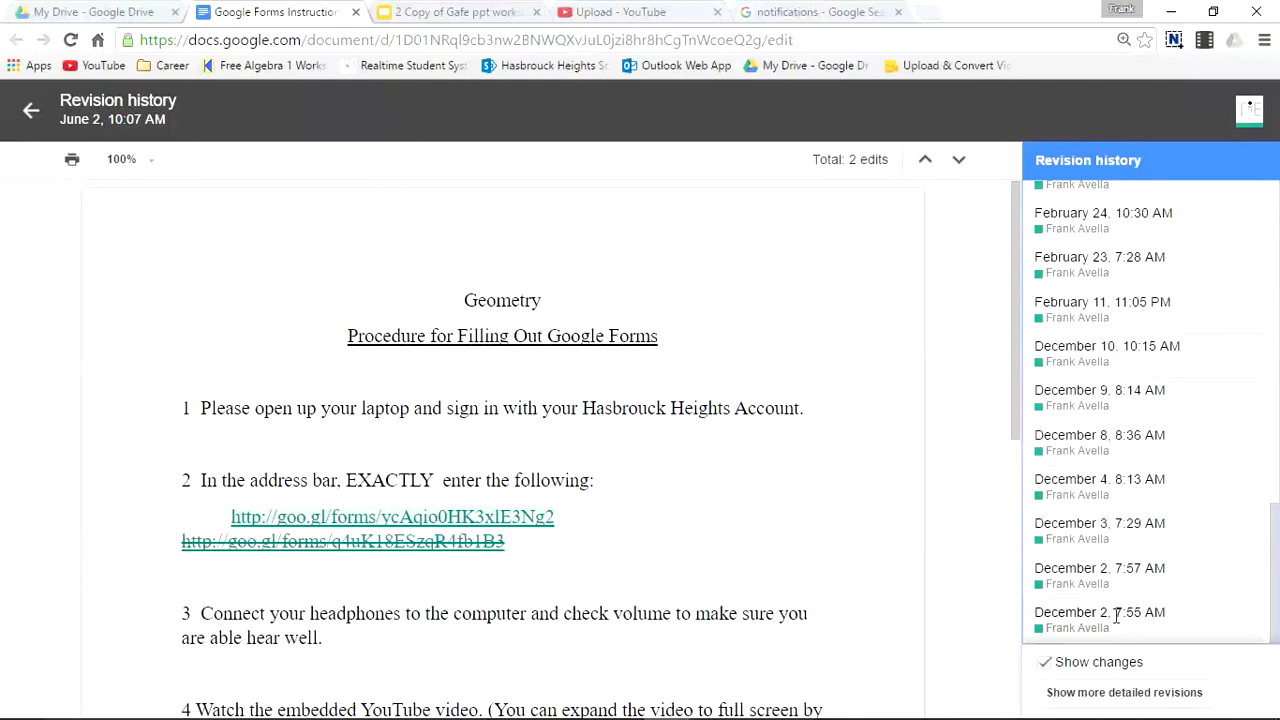 Frank
My Drive - Google Drive
Google Forms Instruction
2 Copy of Gafe ppt works
Upload - YouTube
notifications - Google Se
https://docs.google.com/document/d/1D01NRql9cb3nw2BNWQXvJuL0jzi8hr8hCgTnWcoeQ2g/edit
Apps
YouTube
Career
Free Algebra 1 Works
Realtime Student Sys
Hasbrouck Heights Sc
Outlook Web App
My Drive - Google Dr
Upload & Convert Vi
Revision history
June 2, 10:07 AM
100%
Total: 2 edits
Revision history
Frank Avella
February 24, 10:30 AM
Frank Avella
February 23, 7:28 AM
Frank Avella
February 11, 11:05 PM
Frank Avella
December 10, 10:15 AM
Frank Avella
December 9, 8:14 AM
Frank Avella
December 8, 8:36 AM
Frank Avella
December 4, 8:13 AM
Frank Avella
December 3, 7:29 AM
Frank Avella
December 2, 7:57 AM
Frank Avella
December 2, 7:55 AM
Frank Avella
Show changes
Show more detailed revisions
Geometry
Procedure for Filling Out Google Forms
1 Please open up your laptop and sign in with your Hasbrouck Heights Account.
2 In the address bar, EXACTLY enter the following:
http://goo.gl/forms/ycAqio0HK3xlE3Ng2
http://goo.gl/forms/q4uK18ESzqR4fb1B3
3 Connect your headphones to the computer and check volume to make sure you
are able hear well.
4 Watch the embedded YouTube video. (You can expand the video to full screen by